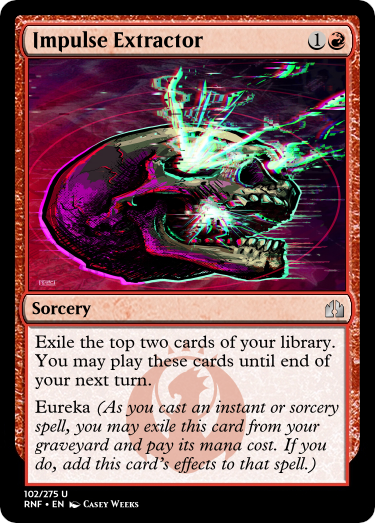 Impulse Extractor 1
Sorcery
Exile the top two cards of your library.
You may play these cards until end of
your next turn.
Eureka (As you cast an instant or sorcery
spell, you may exile this card from your
graveyard and pay its mana cost. If you
do, add this card's effects to that spell.)
102/275 U
RNF • EN CASEY WEEKS